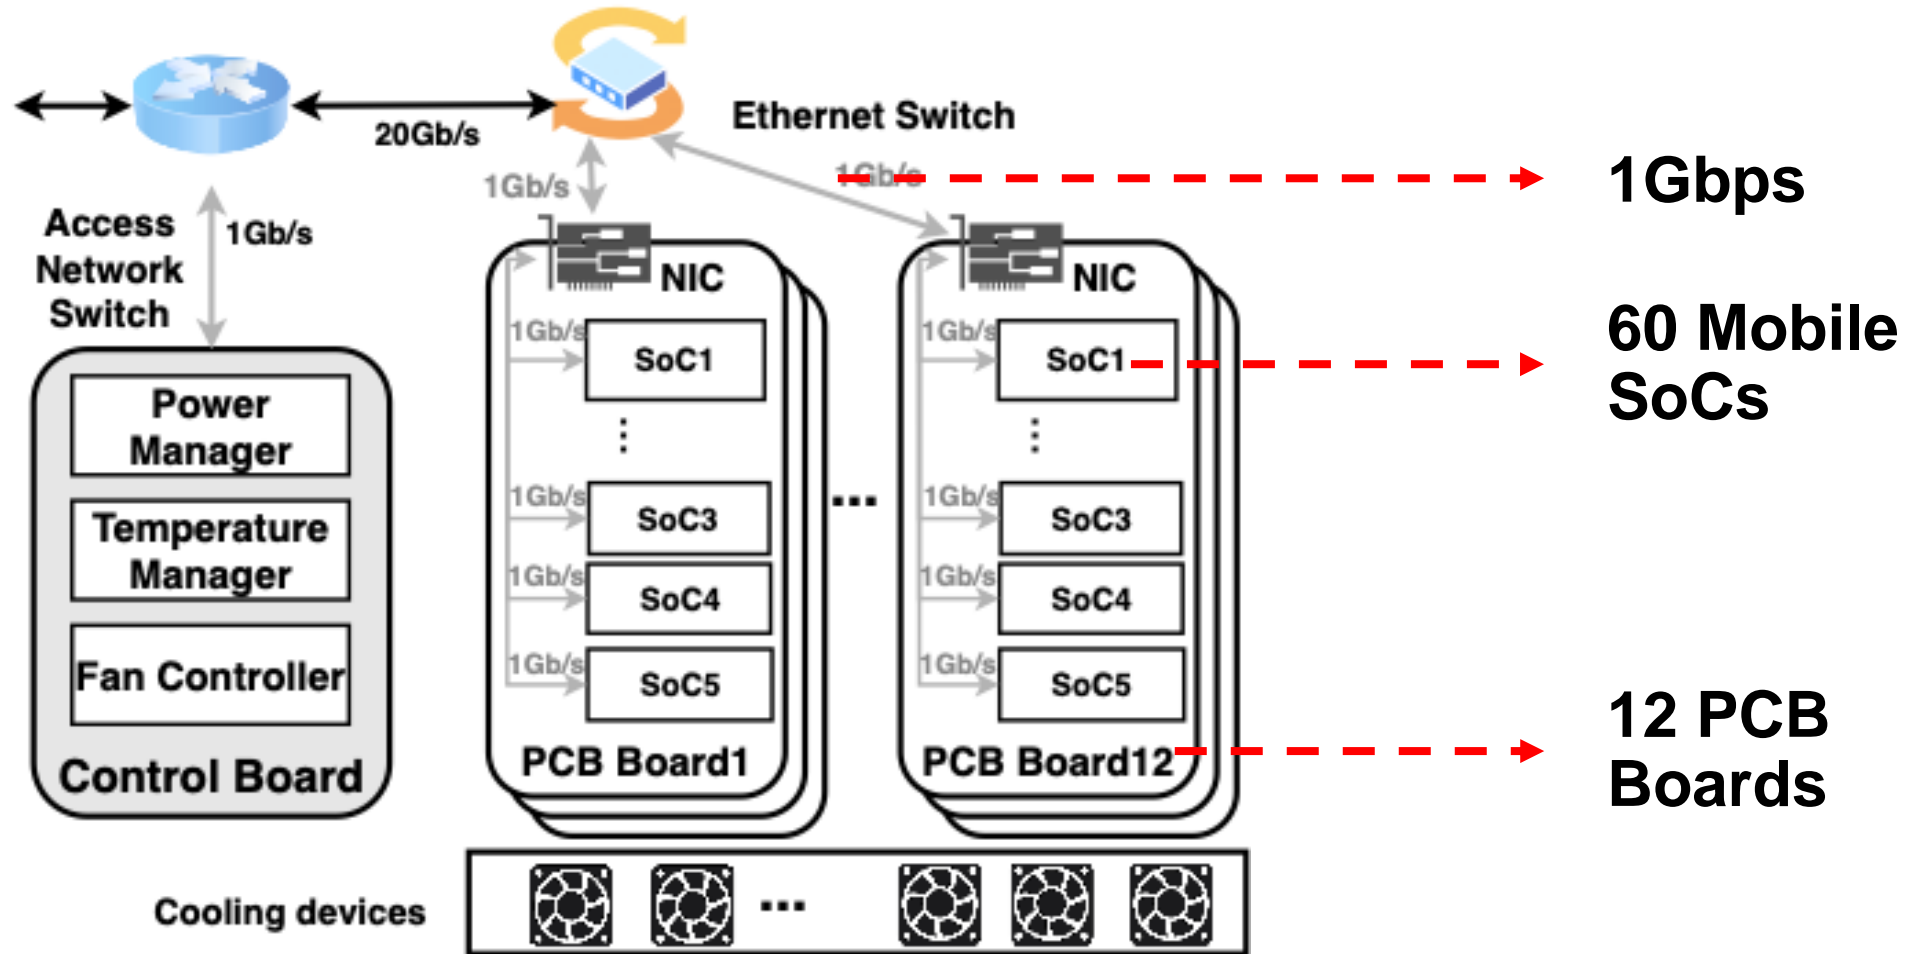 20Gb/s
Ethernet Switch
1Gb/s
1Gb/s
1Gbps
Access
Network
Switch
1Gb/s
Power
Manager
Temperature
Manager
Fan Controller
Control Board
NIC
1Gb/s
SoC1
⋮
1Gb/s
SoC3
1Gb/s
SoC4
1Gb/s
SoC5
PCB Board1
...
NIC
1Gb/s
SoC1
⋮
1Gb/s
SoC3
1Gb/s
SoC4
1Gb/s
SoC5
PCB Board12
60 Mobile
SoCs
12 PCB
Boards
Cooling devices
...